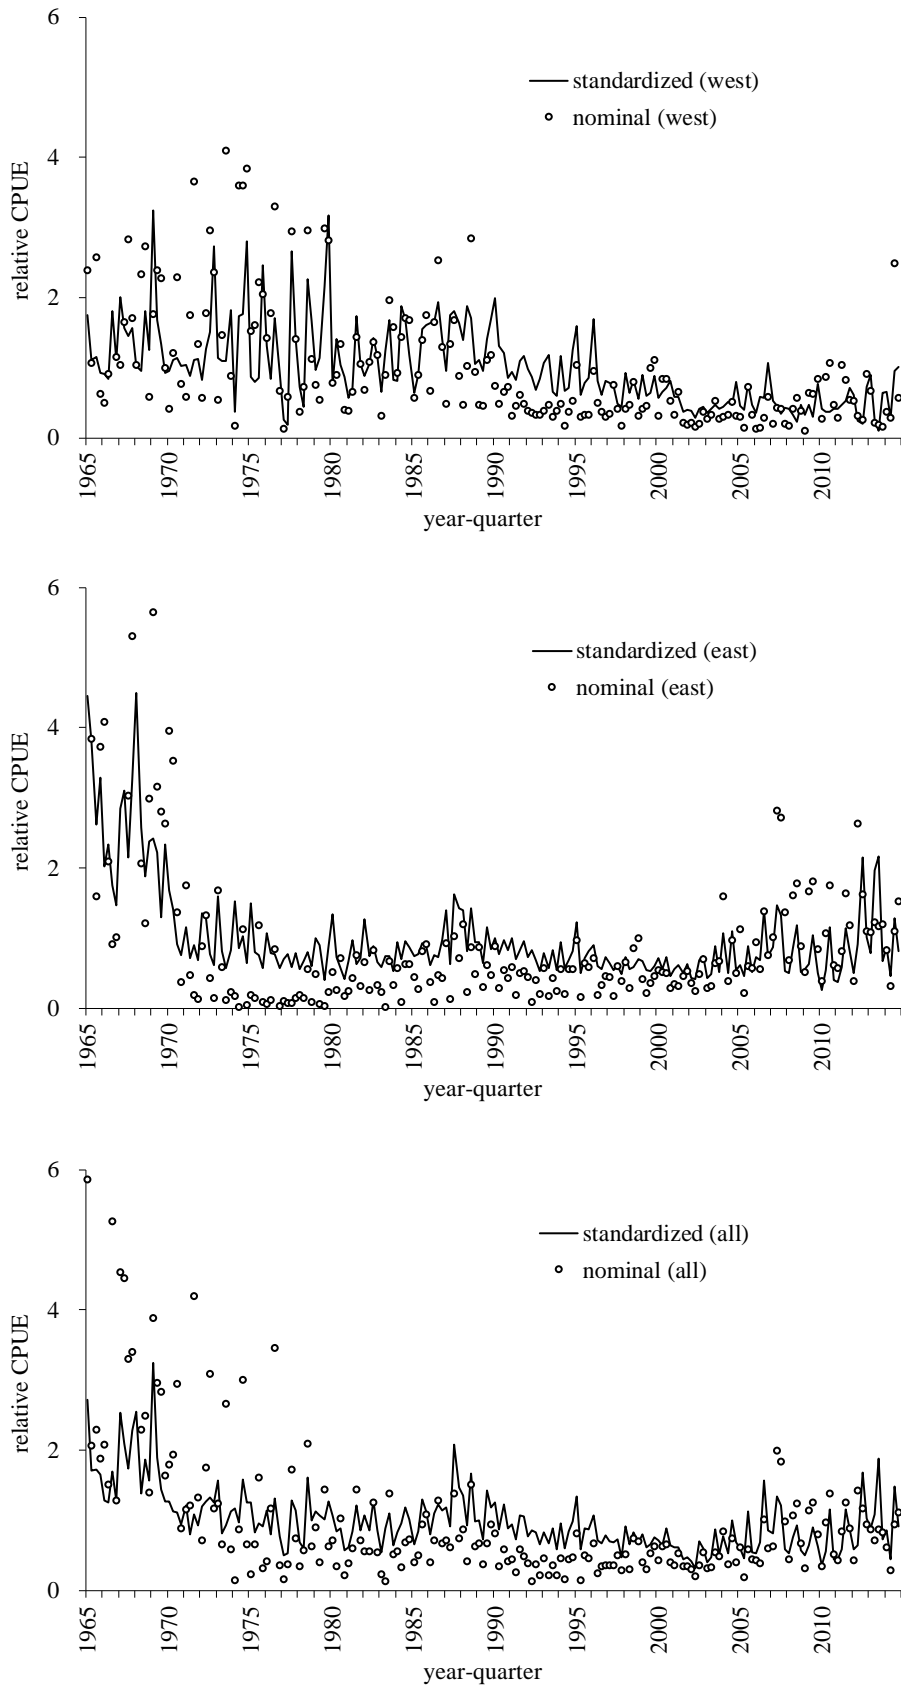 6
standardized (west)
nominal (west)
4
relative CPUE
2
0
1965 1970 1975 1980 1985 1990 1995 2000 2005 2010
year-quarter
6
standardized (east)
nominal (east)
4
relative CPUE
2
0
1965 1970 1975 1980 1985 1990 1995 2000 2005 2010
year-quarter
6
standardized (all)
nominal (all)
4
relative CPUE
2
0
1965 1970 1975 1980 1985 1990 1995 2000 2005 2010
year-quarter